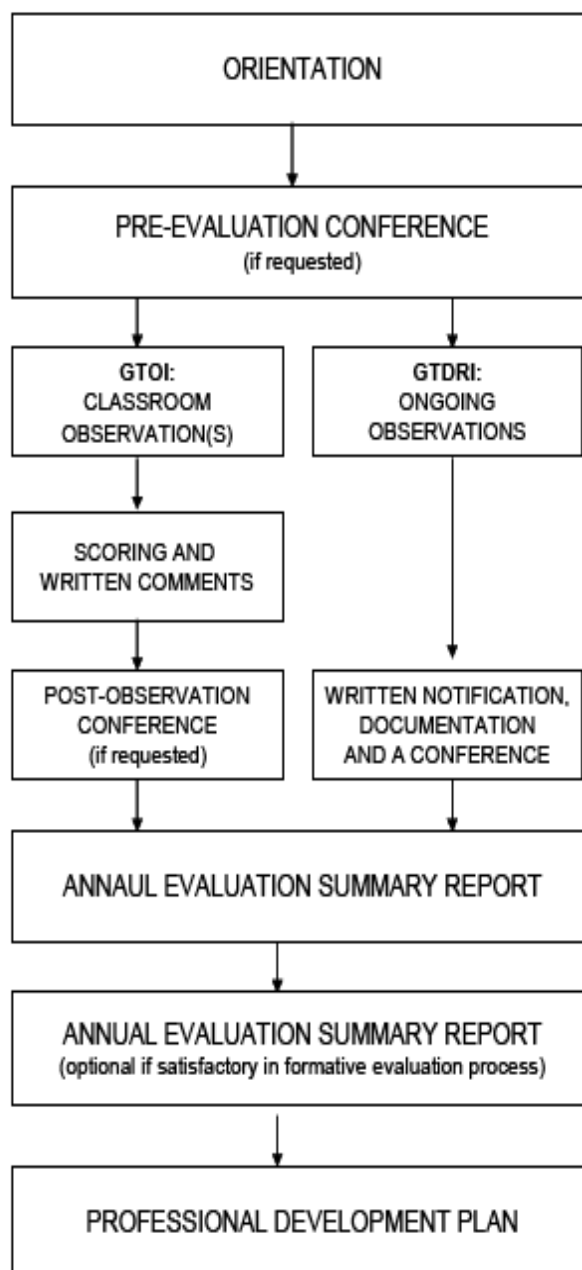 ORIENTATION
PRE-EVALUATION CONFERENCE
(if requested)
GTOI:
CLASSROOM
OBSERVATION(S)
GTDRI:
ONGOING
OBSERVATIONS
SCORING AND
WRITTEN COMMENTS
POST-OBSERVATION
CONFERENCE
(if requested)
WRITTEN NOTIFICATION,
DOCUMENTATION
AND A CONFERENCE
ANNAUL EVALUATION SUMMARY REPORT
ANNUAL EVALUATION SUMMARY REPORT
(optional if satisfactory in formative evaluation process)
PROFESSIONAL DEVELOPMENT PLAN